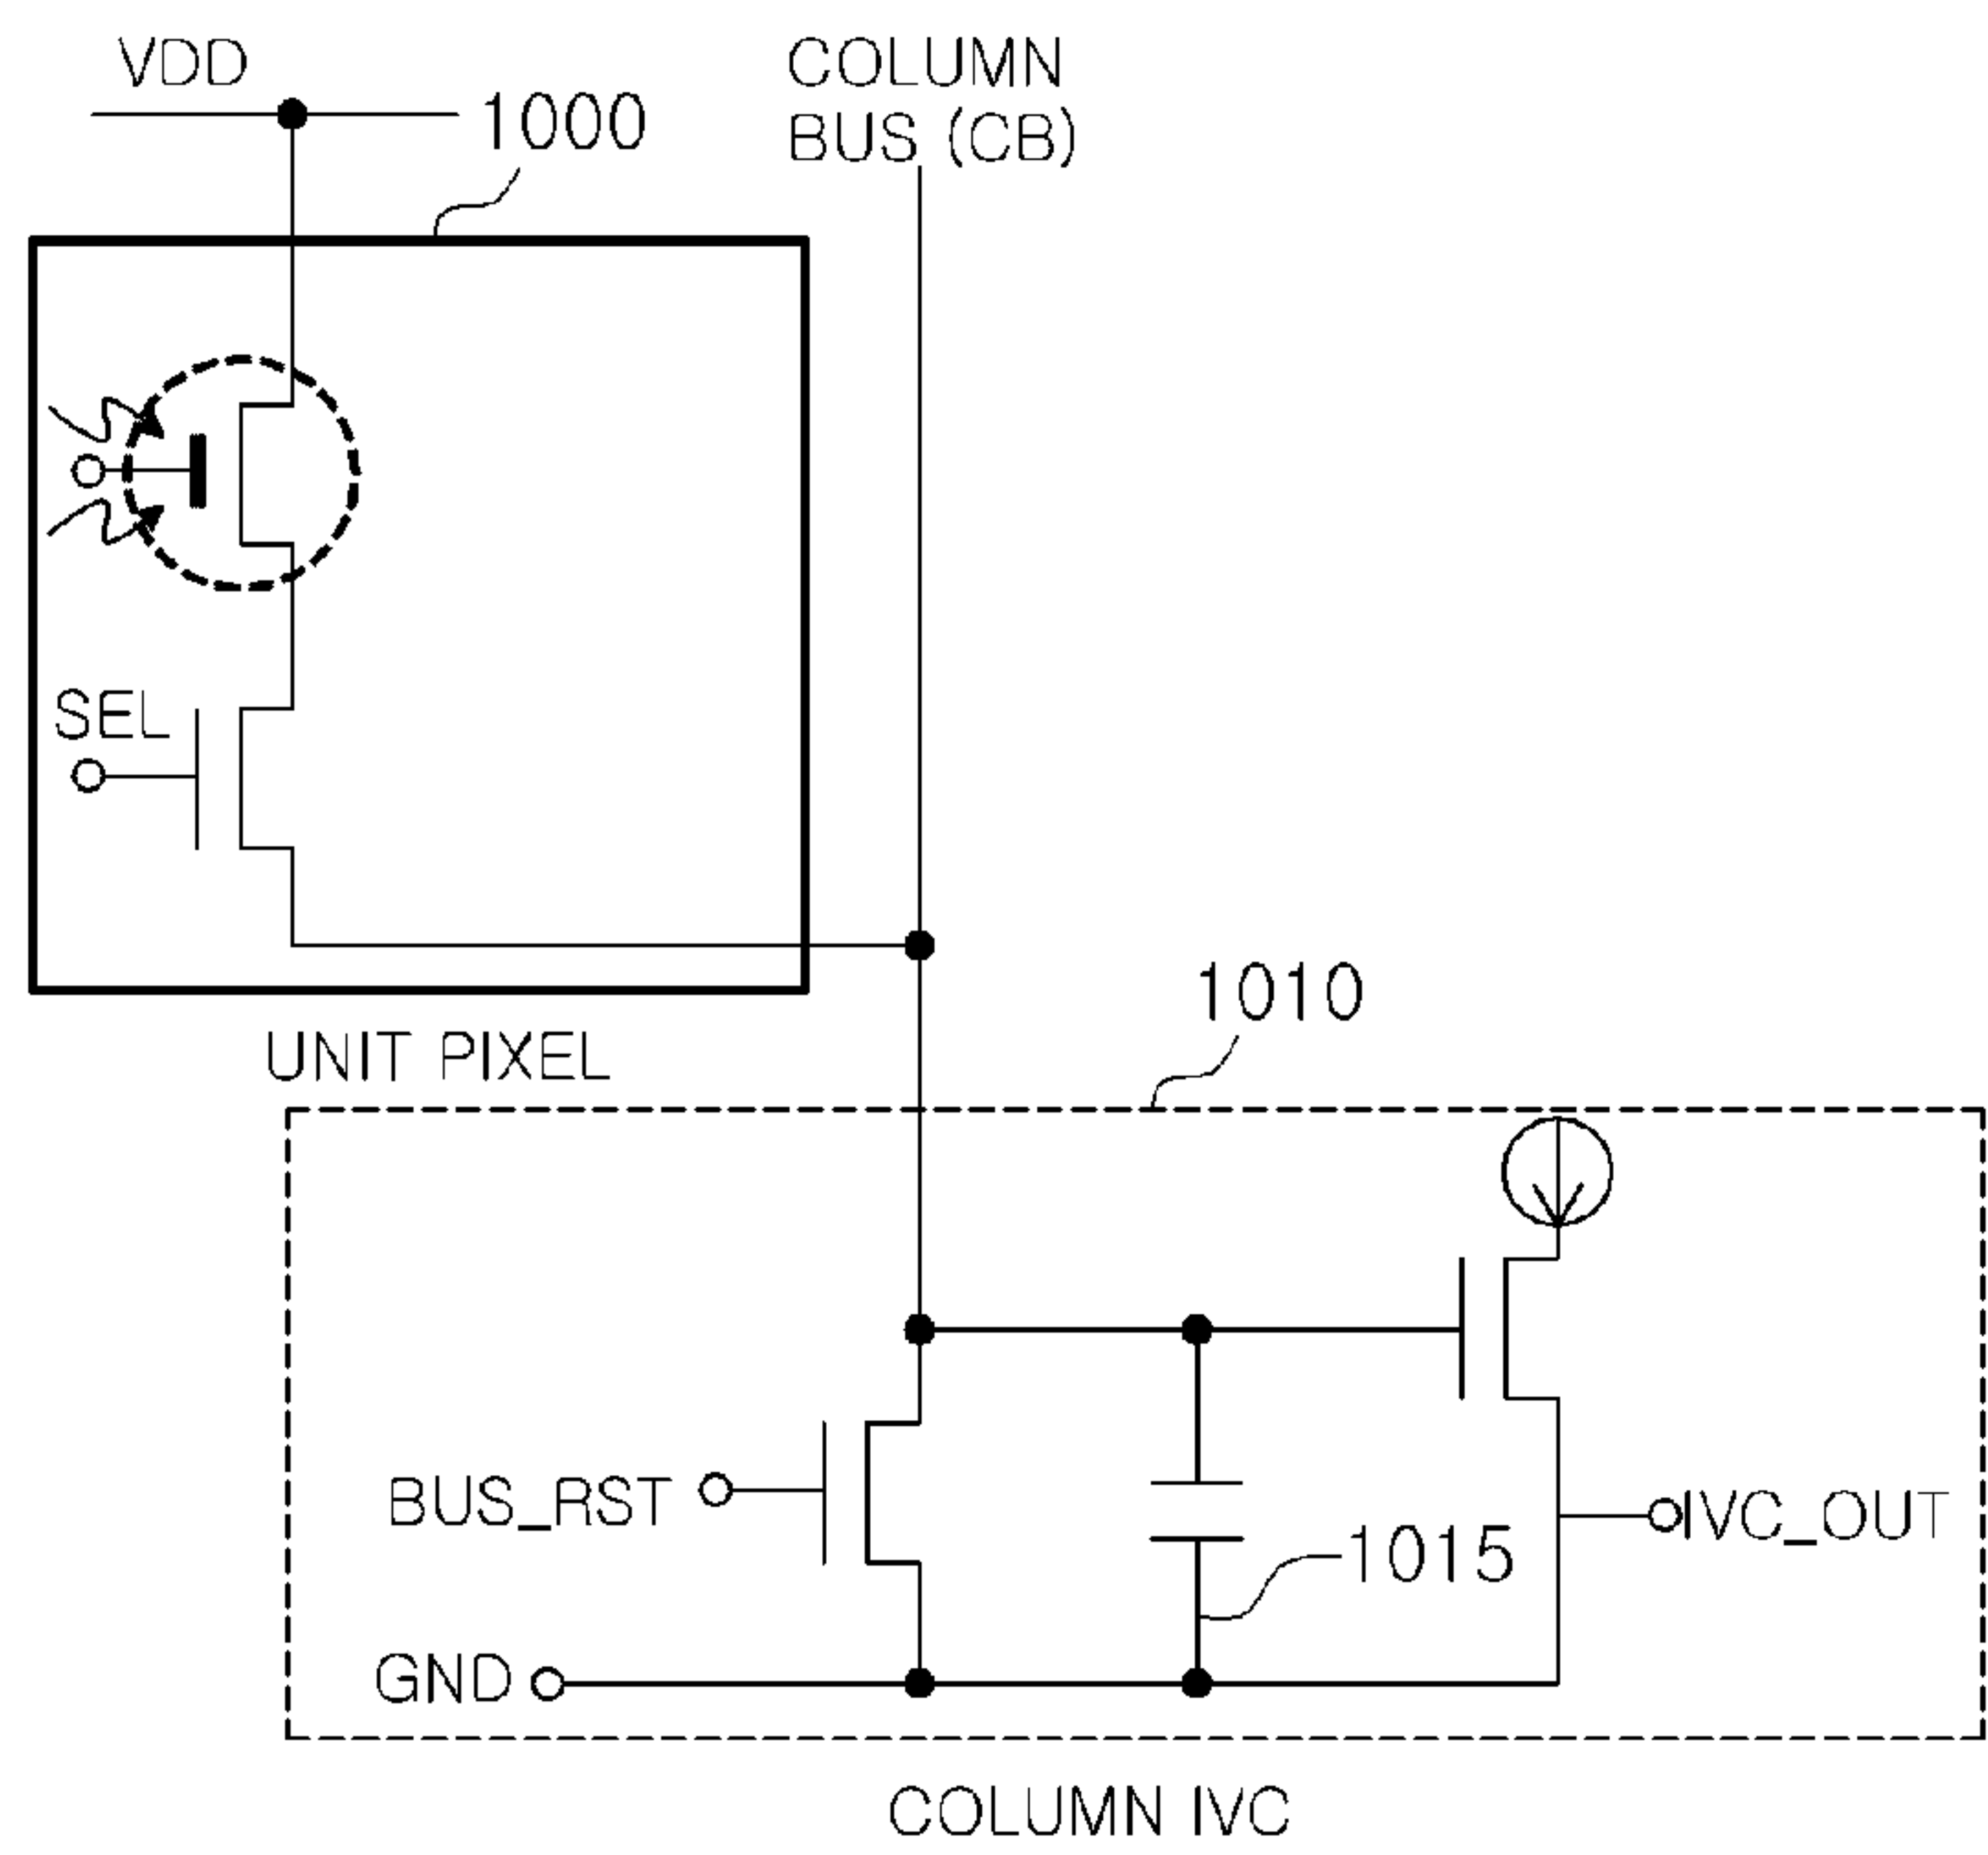 VDD
COLUMN
BUS (CB)
1000
SEL
UNIT PIXEL
1010
BUS_RST
IVC_OUT
1015
GND
COLUMN IVC